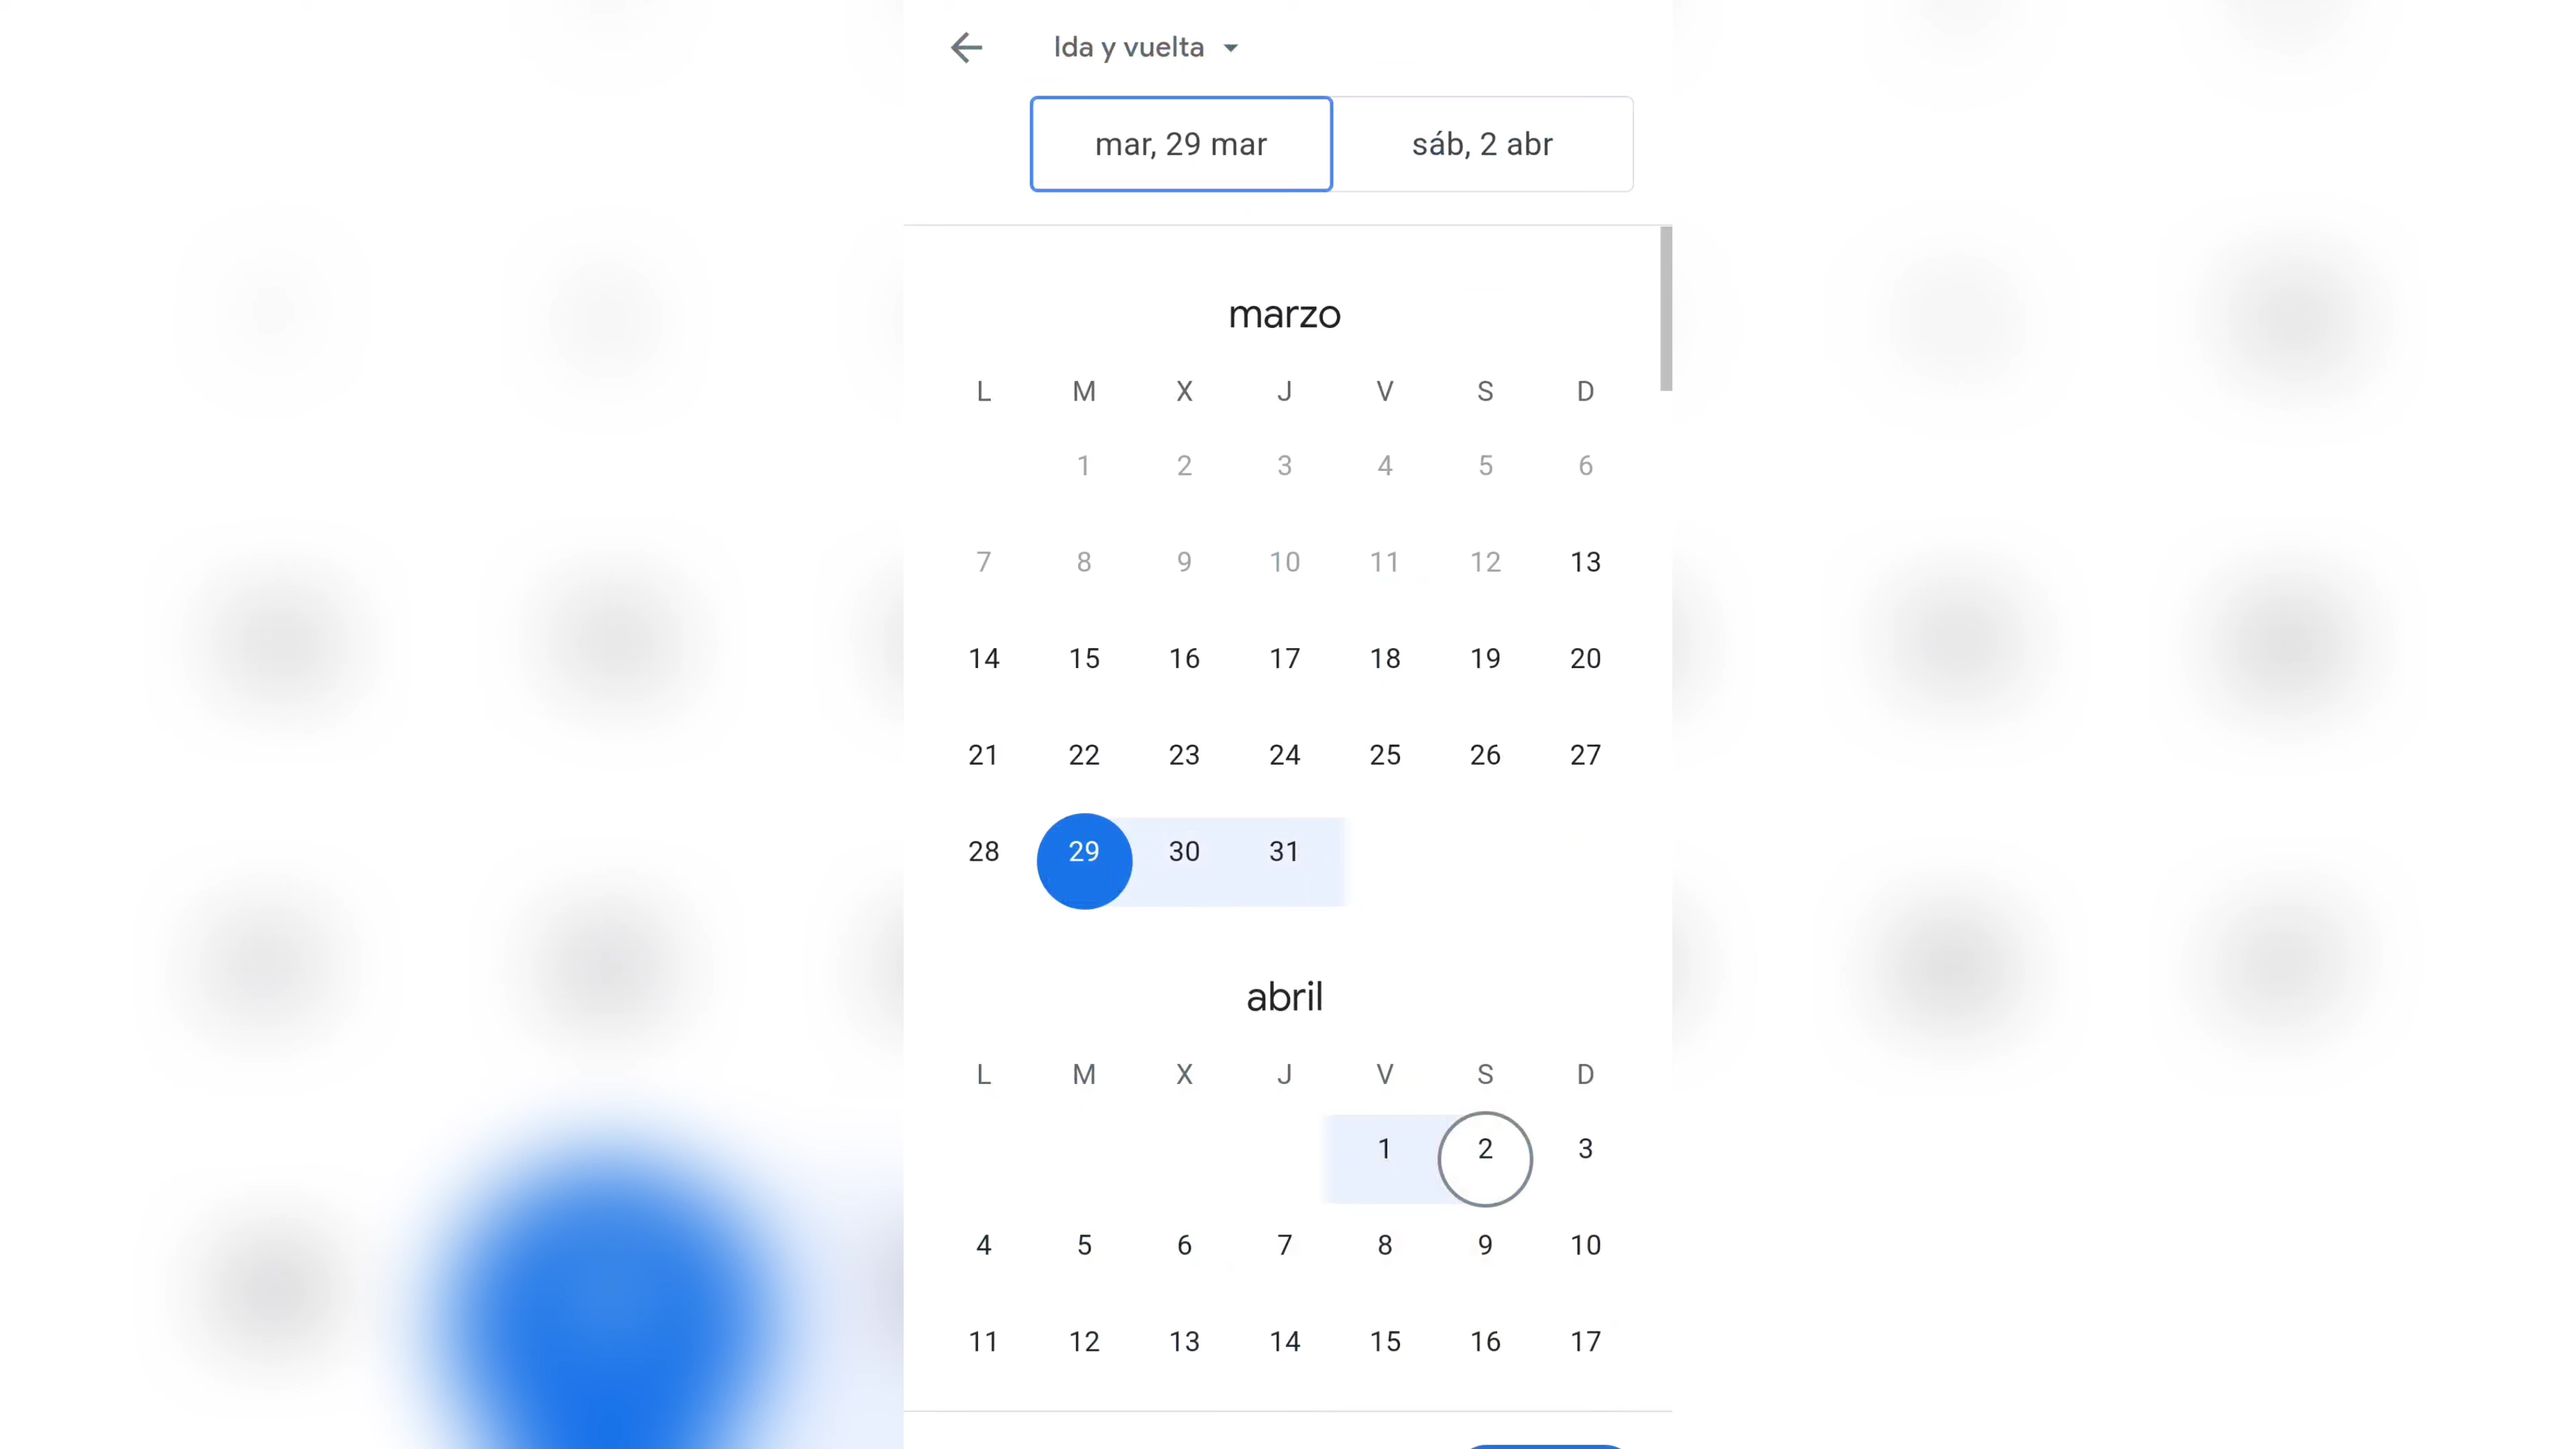 Ida y vuelta
mar, 29 mar
sáb, 2 abr
marzo
L M X J V S D
1 2 3 4 5 6
7 8 9 10 11 12 13
14 15 16 17 18 19 20
21 22 23 24 25 26 27
28 29 30 31
abril
L M X J V S D
1 2 3
4 5 6 7 8 9 10
11 12 13 14 15 16 17